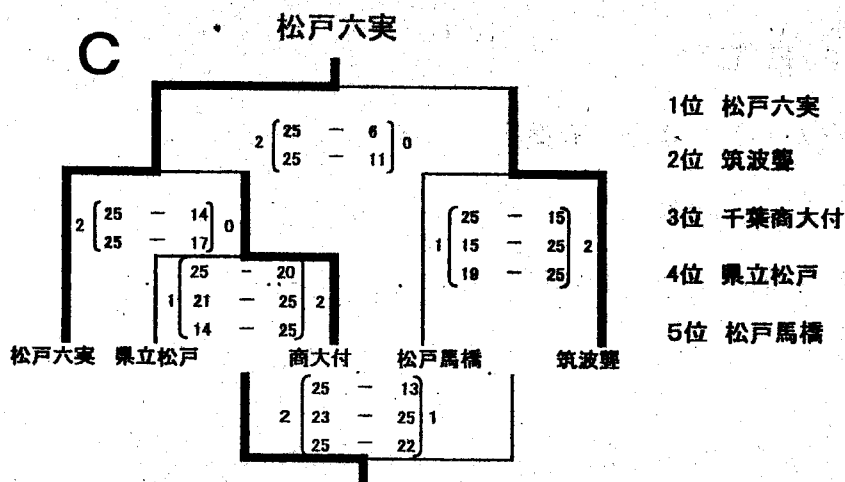 松戸六実
C
1位 松戸六実
2位 筑波聾
3位 千葉商大付
4位 県立松戸
5位 松戸馬橋
2 25 − 6 0
25 − 11
2 25 − 14 0
25 − 17
1 25 − 15 2
15 − 25
19 − 25
1 25 − 20 2
21 − 25
14 − 25
松戸六実 県立松戸 商大付 松戸馬橋 筑波聾
2 25 − 13 1
23 − 25
25 − 22